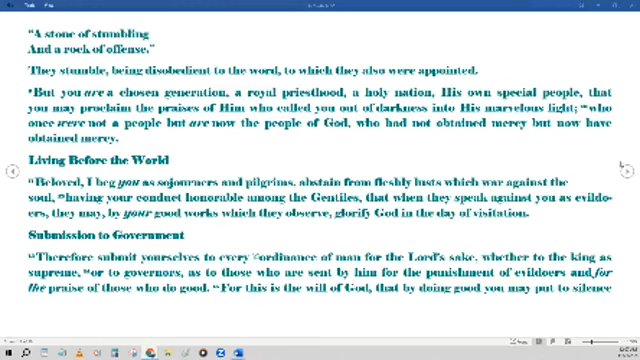 “A stone of stumbling
And a rock of offense.”
They stumble, being disobedient to the word, to which they also were appointed.
⁹But you are a chosen generation, a royal priesthood, a holy nation, His own special people, that
you may proclaim the praises of Him who called you out of darkness into His marvelous light; ¹⁰who
once were not a people but are now the people of God, who had not obtained mercy but now have
obtained mercy.
Living Before the World
¹¹Beloved, I beg you as sojourners and pilgrims, abstain from fleshly lusts which war against the
soul, ¹²having your conduct honorable among the Gentiles, that when they speak against you as evildo-
ers, they may, by your good works which they observe, glorify God in the day of visitation.
Submission to Government
¹³Therefore submit yourselves to every ordinance of man for the Lord’s sake, whether to the king as
supreme, ¹⁴or to governors, as to those who are sent by him for the punishment of evildoers and for
the praise of those who do good. ¹⁵For this is the will of God, that by doing good you may put to silence